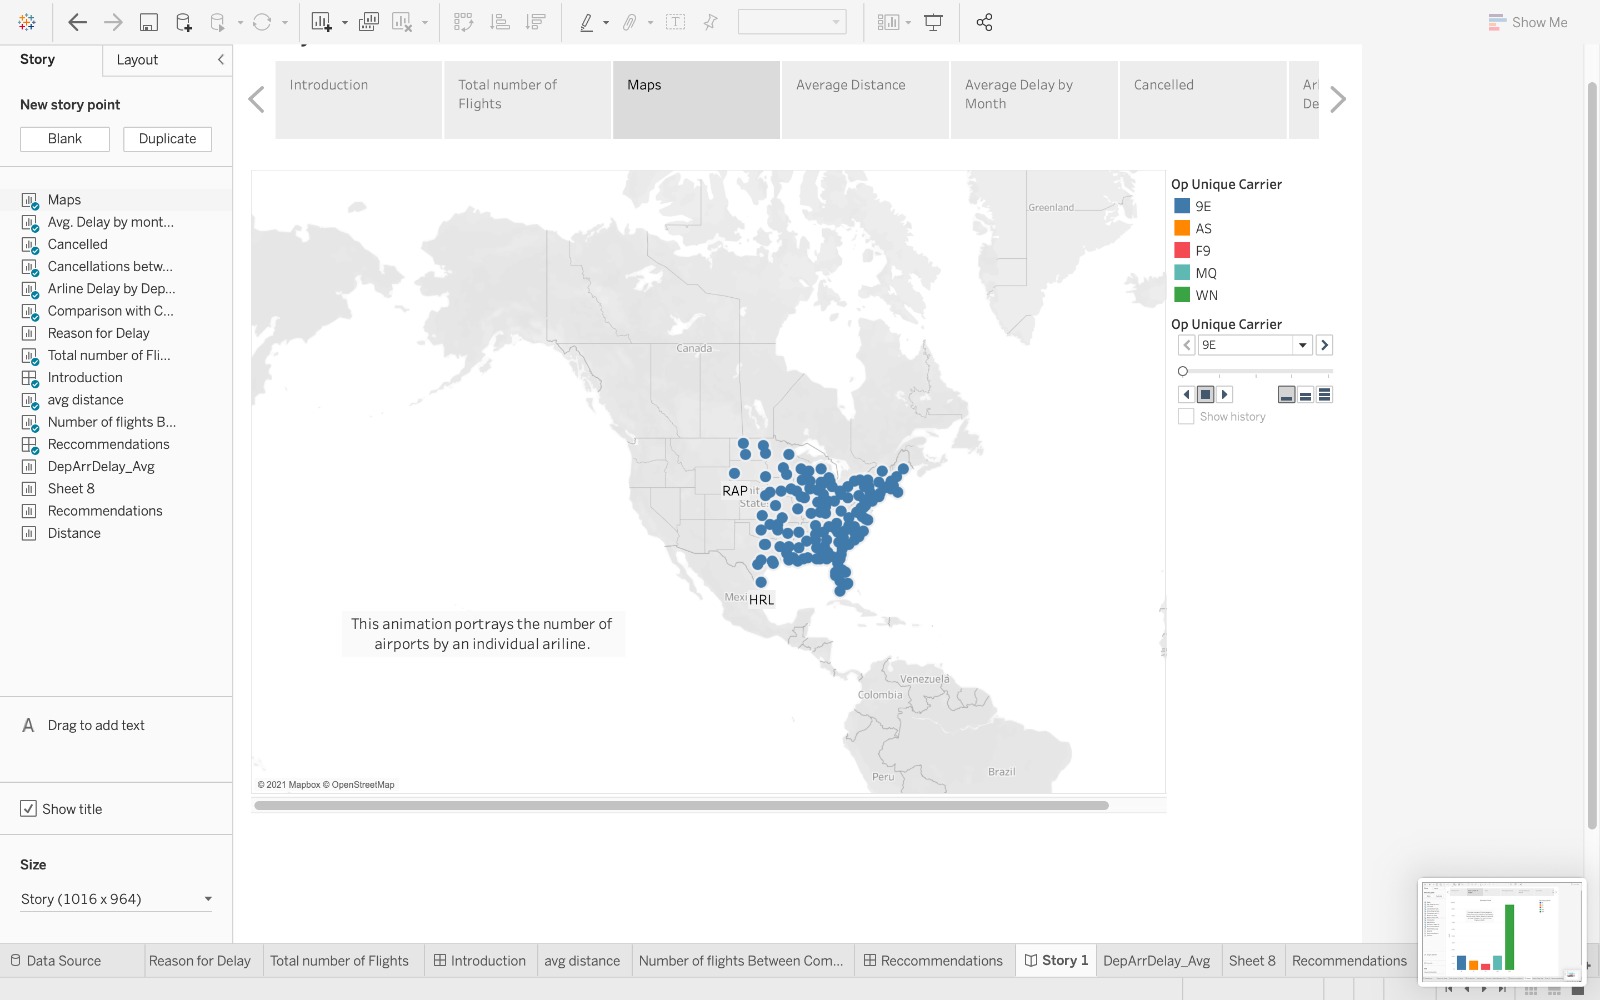 Show Me
Story
Layout
Introduction
Total number of
Flights
Maps
Average Distance
Average Delay by
Month
Cancelled
New story point
Blank
Duplicate
Maps
Avg. Delay by mont...
Cancelled
Cancellations betw...
Arline Delay by Dep...
Comparison with C...
Reason for Delay
Total number of Fli...
Introduction
avg distance
Number of flights B...
Reccommendations
DepArrDelay_Avg
Sheet 8
Recommendations
Distance
A Drag to add text
Show title
Size
Story (1016 x 964)
Greenland
Canada
RAP
HRL
Venezuela
Colombia
Brazil
Peru
This animation portrays the number of
airports by an individual ariline.
© 2021 Mapbox © OpenStreetMap
Op Unique Carrier
9E
AS
F9
MQ
WN
Op Unique Carrier
9E
Show history
Data Source
Reason for Delay
Total number of Flights
Introduction
avg distance
Number of flights Between Com...
Reccommendations
Story 1
DepArrDelay_Avg
Sheet 8
Recommendations